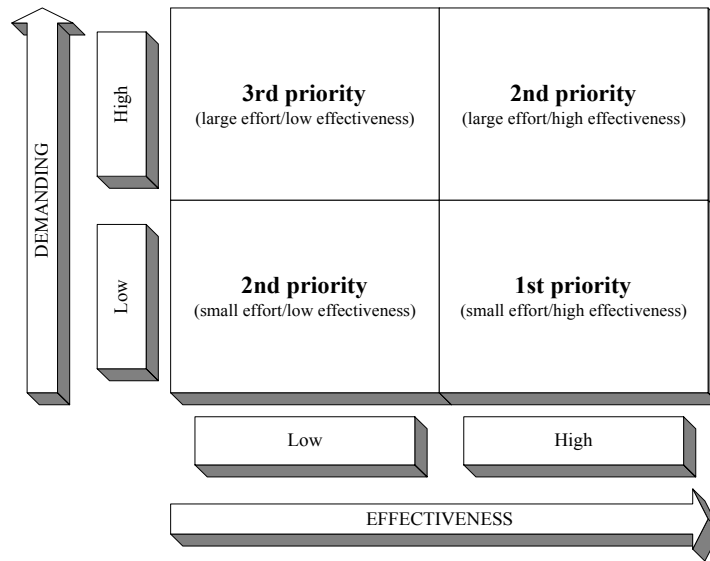 DEMANDING
High
3rd priority
(large effort/low effectiveness)
2nd priority
(large effort/high effectiveness)
Low
2nd priority
(small effort/low effectiveness)
1st priority
(small effort/high effectiveness)
Low
High
EFFECTIVENESS